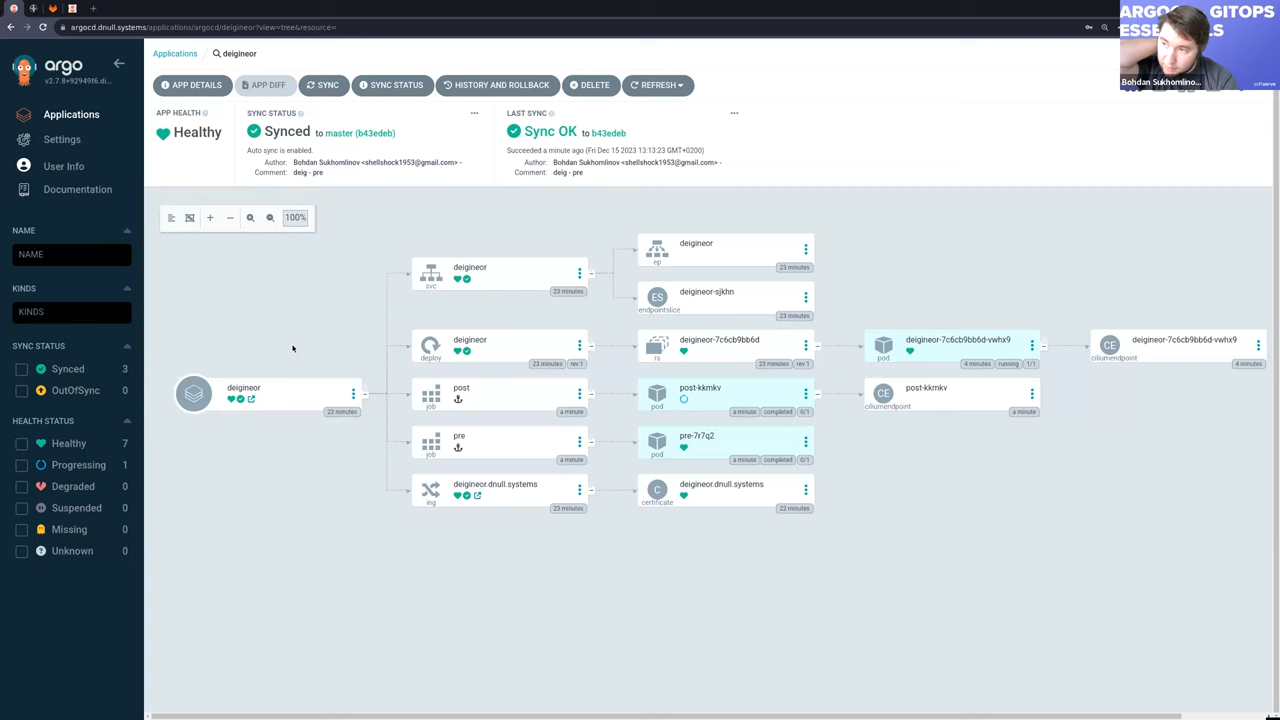 argocd.dnull.systems/applications/argocd/deigineor?view=tree&resource=
ARGOCD GITOPS
ESSENTIALS
Bohdan Sukhomlino...
softserve
argo
v2.7.8+92949f6.di...
Applications
Settings
User Info
Documentation
NAME
NAME
KINDS
KINDS
SYNC STATUS
Synced 3
OutOfSync 0
HEALTH STATUS
Healthy 7
Progressing 1
Degraded 0
Suspended 0
Missing 0
Unknown 0
Applications / deigineor
APP DETAILS APP DIFF SYNC SYNC STATUS HISTORY AND ROLLBACK DELETE REFRESH
APP HEALTH
Healthy
SYNC STATUS
Synced to master (b43edeb)
Auto sync is enabled.
Author: Bohdan Sukhomlinov <shellshock1953@gmail.com> -
Comment: deig - pre
LAST SYNC
Sync OK to b43edeb
Succeeded a minute ago (Fri Dec 15 2023 13:13:23 GMT+0200)
Author: Bohdan Sukhomlinov <shellshock1953@gmail.com> -
Comment: deig - pre
100%
deigineor
23 minutes
svc
deigineor
23 minutes
ep
deigineor
23 minutes
ES
endpointslice
deigineor-sjkhn
23 minutes
deploy
deigineor
23 minutes rev:1
rs
deigineor-7c6cb9bb6d
23 minutes rev:1
pod
deigineor-7c6cb9bb6d-vwhx9
4 minutes running 1/1
CE
ciliumendpoint
deigineor-7c6cb9bb6d-vwhx9
4 minutes
job
post
a minute
pod
post-kkmkv
a minute completed 0/1
CE
ciliumendpoint
post-kkmkv
a minute
job
pre
a minute
pod
pre-7r7q2
a minute completed 0/1
ing
deigineor.dnull.systems
23 minutes
C
certificate
deigineor.dnull.systems
22 minutes